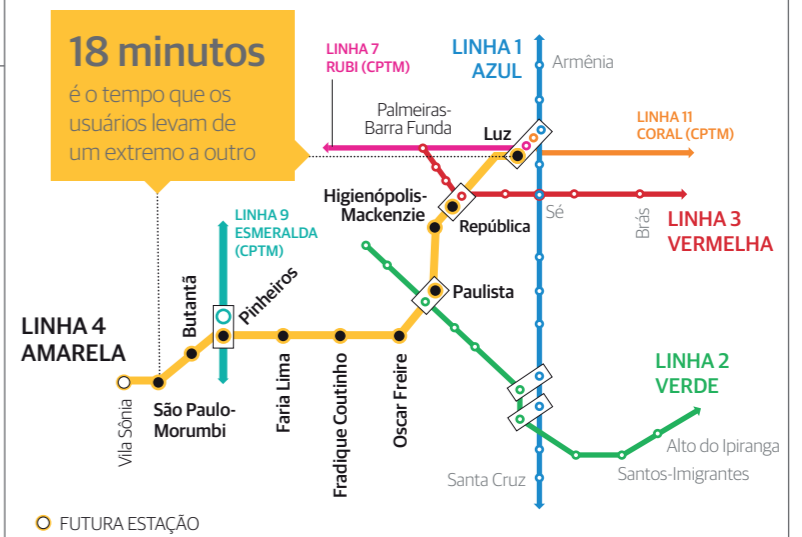 18 minutos
é o tempo que os
usuários levam de
um extremo a outro
LINHA 7
RUBI (CPTM)
LINHA 1
AZUL
Armênia
Palmeiras-
Barra Funda
Luz
LINHA 11
CORAL (CPTM)
Higienópolis-
Mackenzie
República
Sé
Brás
LINHA 3
VERMELHA
LINHA 9
ESMERALDA
(CPTM)
Paulista
Butantã
Pinheiros
LINHA 4
AMARELA
Vila Sônia
São Paulo-
Morumbi
Faria Lima
Fradique Coutinho
Oscar Freire
LINHA 2
VERDE
Alto do Ipiranga
Santos-Imigrantes
Santa Cruz
FUTURA ESTAÇÃO